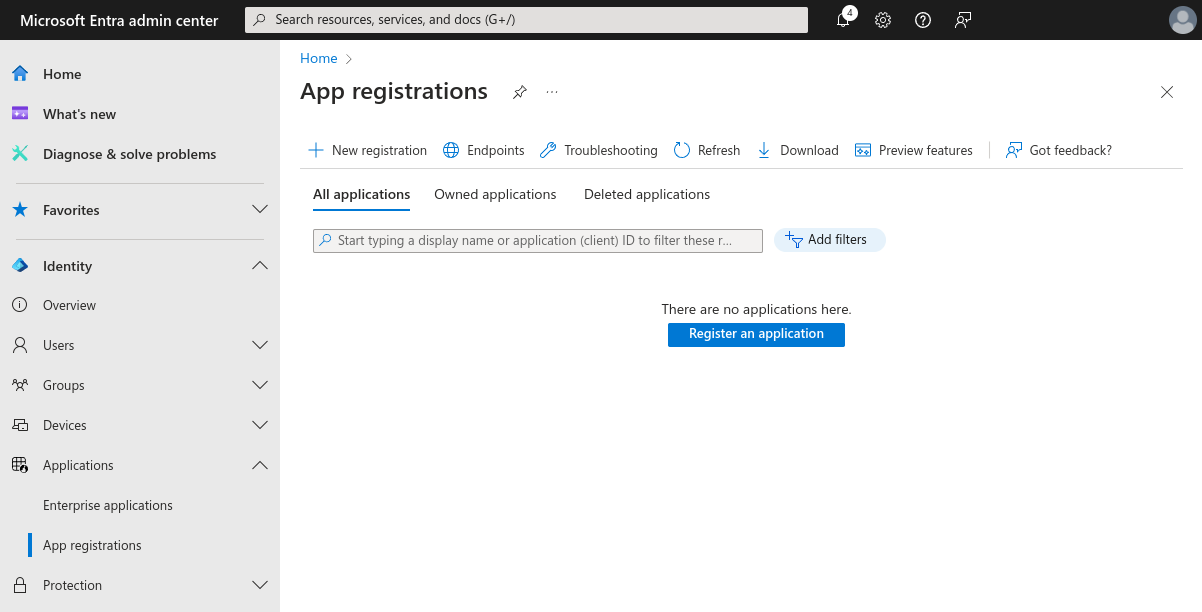 Microsoft Entra admin center
Search resources, services, and docs (G+/)
4
Home
What's new
Diagnose & solve problems
Favorites
Identity
Overview
Users
Groups
Devices
Applications
Enterprise applications
App registrations
Protection
Home
App registrations
New registration
Endpoints
Troubleshooting
Refresh
Download
Preview features
Got feedback?
All applications
Owned applications
Deleted applications
Start typing a display name or application (client) ID to filter these r...
Add filters
There are no applications here.
Register an application